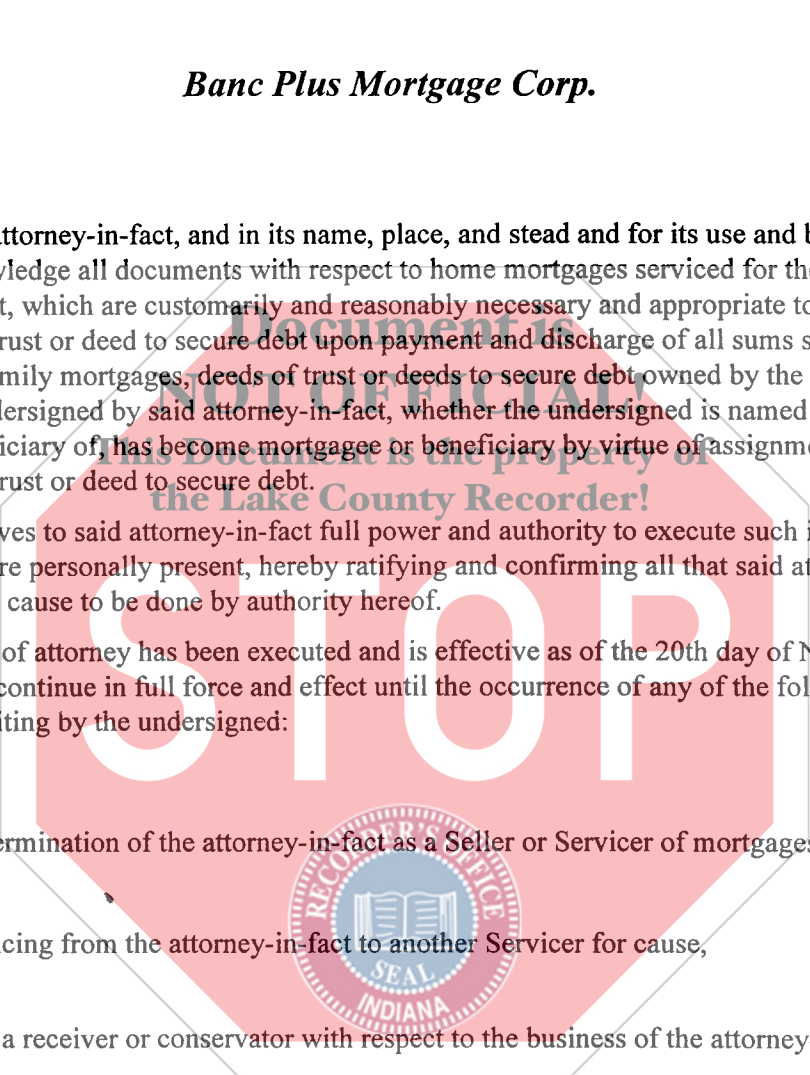 Banc Plus Mortgage Corp.
attorney-in-fact, and in its name, place, and stead and for its use and
ledge all documents with respect to home mortgages serviced for
which are customarily and reasonably necessary and appropriate to
Document is
rust or deed to secure debt upon payment and discharge of all sums
mily mortgages, deeds of trust or deeds to secure debt owned by the
NOT OFFICIAL!
dersigned by said attorney-in-fact, whether the undersigned is named
iciary of, has become mortgagee or beneficiary by virtue of assignm
This Document is the property of
rust or deed to secure debt.
the Lake County Recorder!
ves to said attorney-in-fact full power and authority to execute such
re personally present, hereby ratifying and confirming all that said
cause to be done by authority hereof.
of attorney has been executed and is effective as of the 20th day of
continue in full force and effect until the occurrence of any of the fol
iting by the undersigned:
STOP
ermination of the attorney-in-fact as a Seller or Servicer of mortgages
RECORDER'S OFFICE
cing from the attorney-in-fact to another Servicer for cause,
SEAL
INDIANA
a receiver or conservator with respect to the business of the attorney